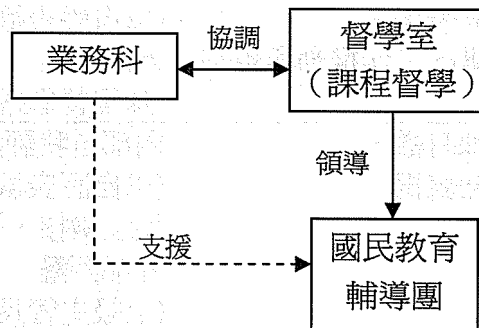 業務科
協調
督學室
（課程督學）
領導
支援
國民教育
輔導團